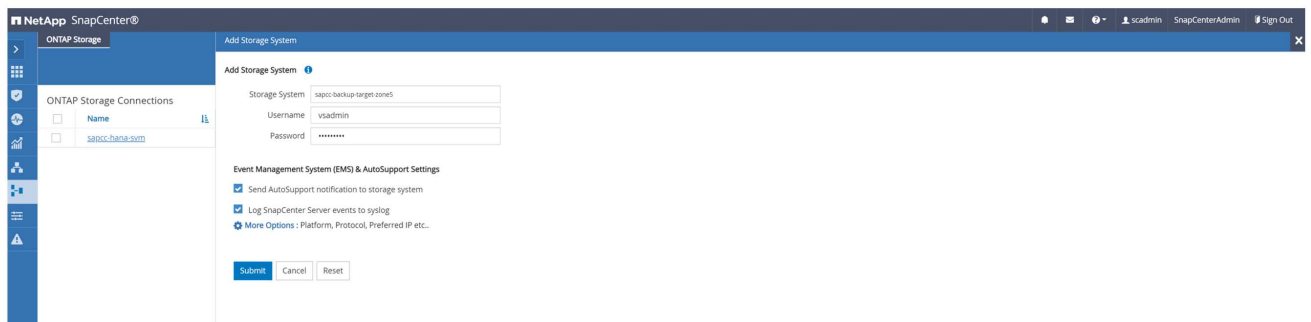 NetApp SnapCenter®
scadmin SnapCenterAdmin Sign Out
ONTAP Storage
Add Storage System
Add Storage System
ONTAP Storage Connections
Name
sapcc-hana-svm
Storage System sapcc-backup-target-zone5
Username vsadmin
Password •••••••••
Event Management System (EMS) & AutoSupport Settings
Send AutoSupport notification to storage system
Log SnapCenter Server events to syslog
More Options : Platform, Protocol, Preferred IP etc..
Submit Cancel Reset